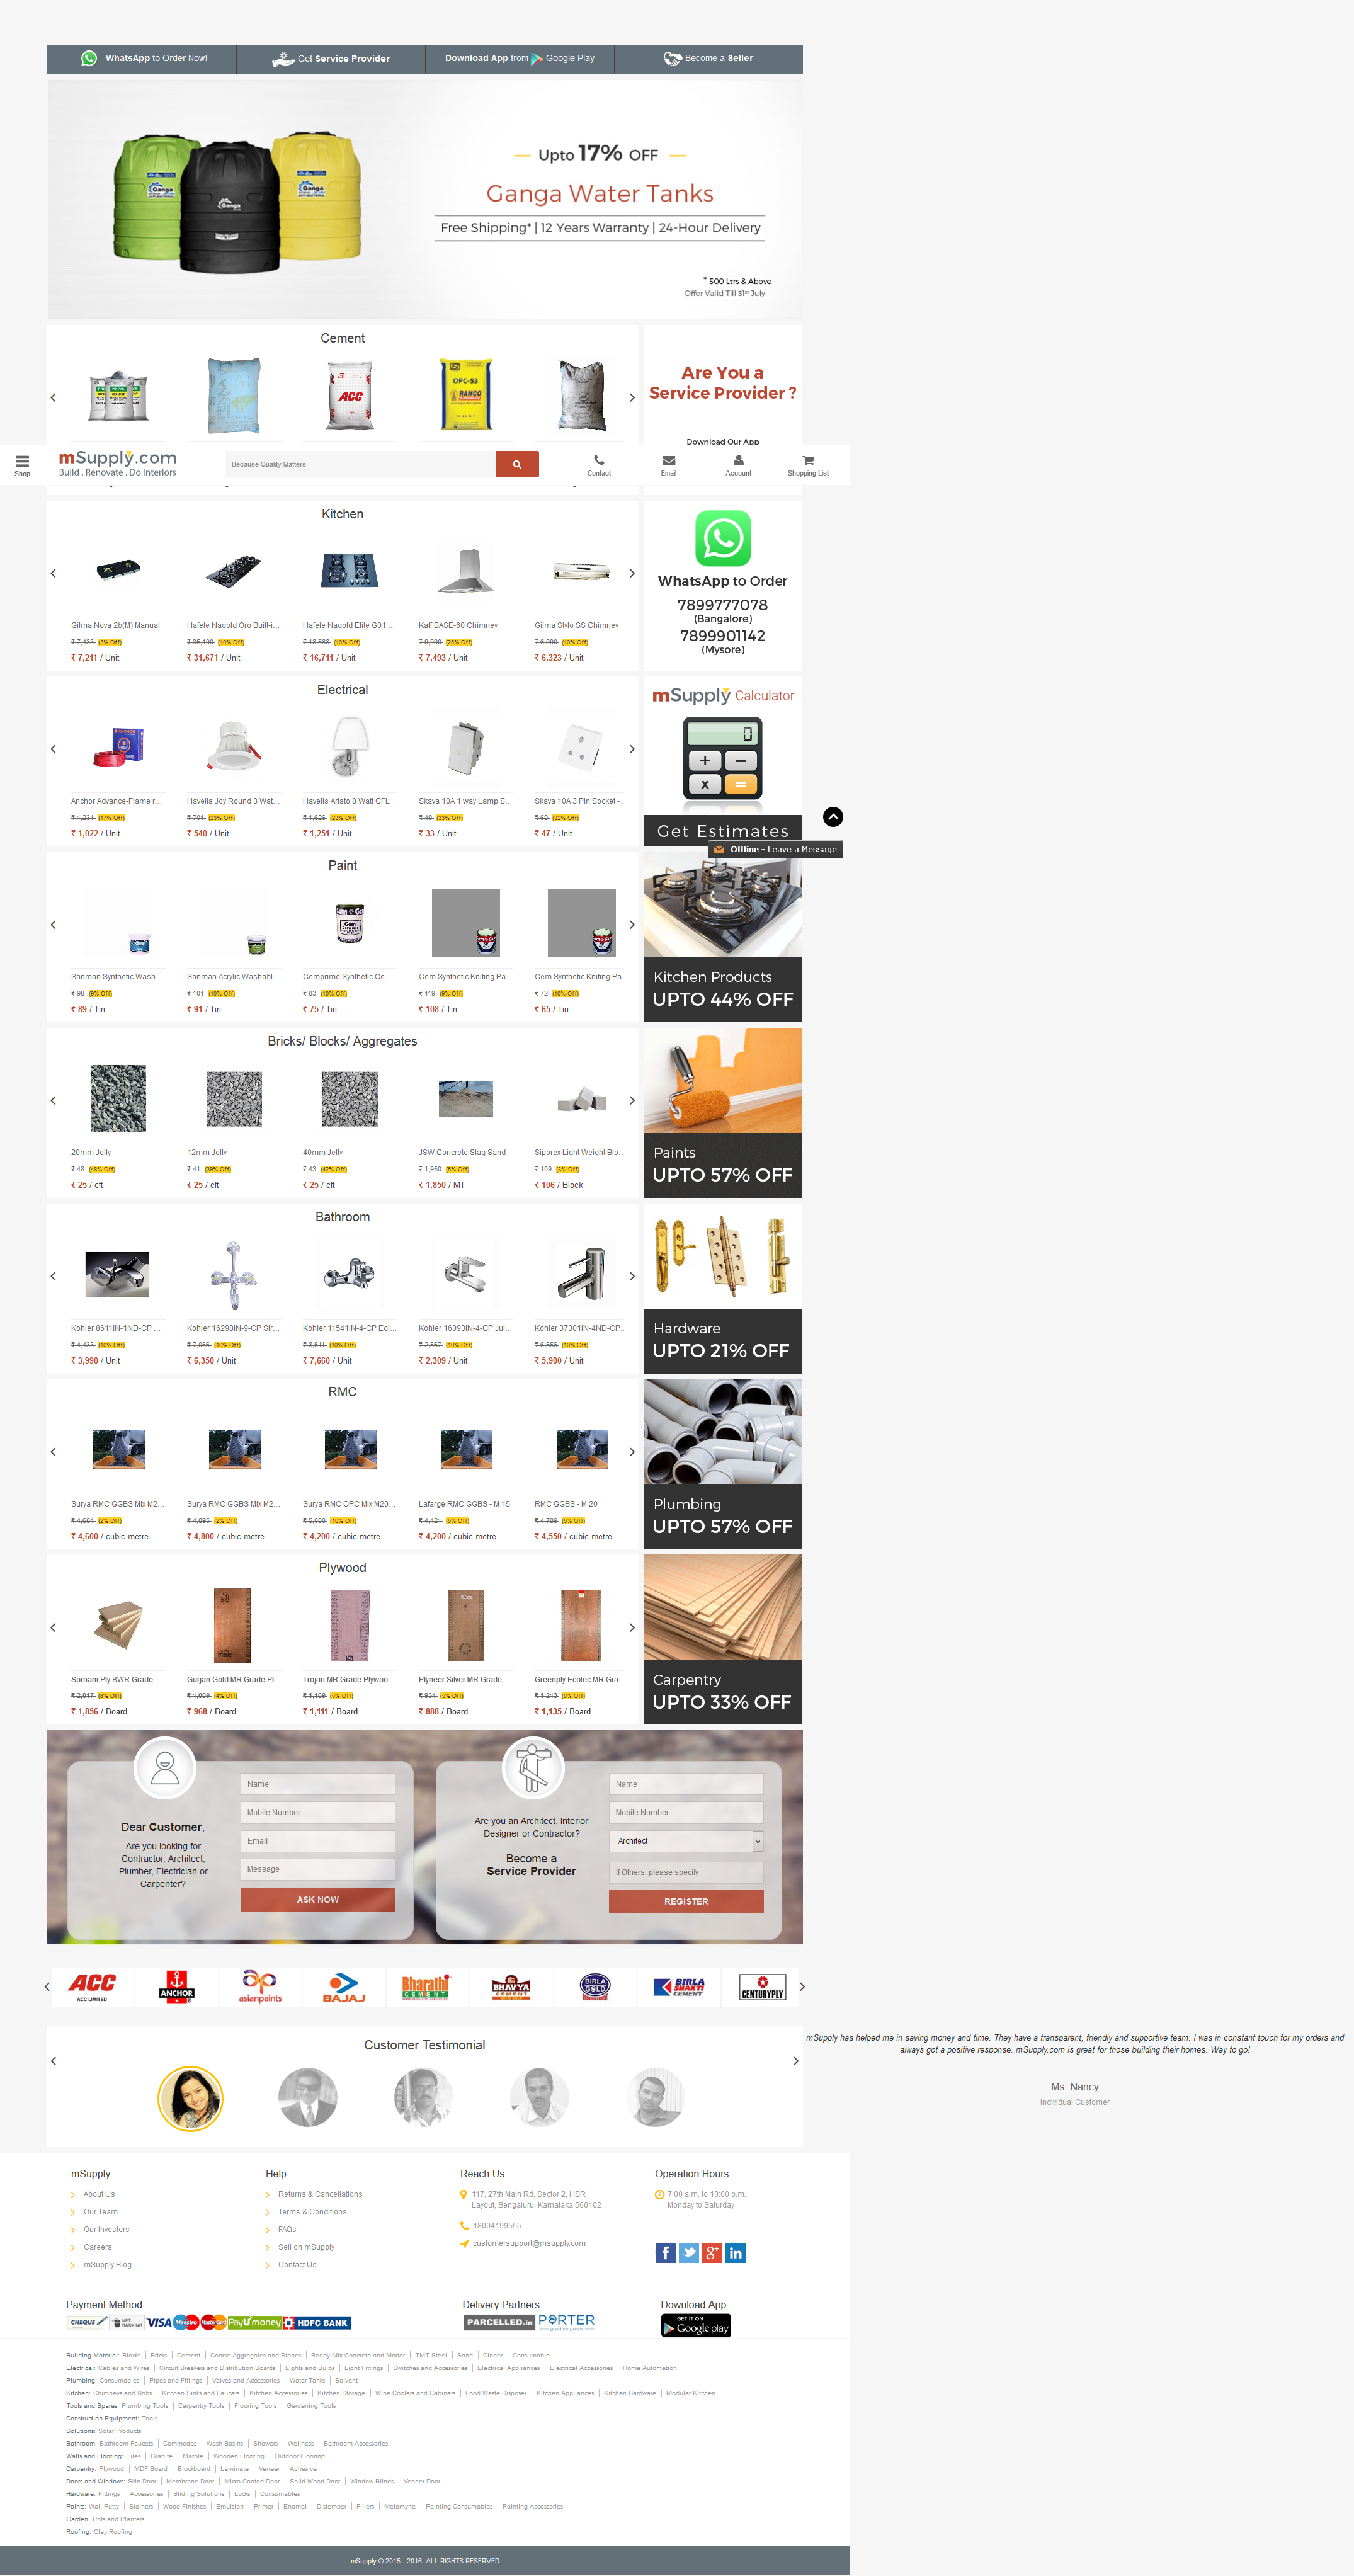 WhatsApp to Order Now!
Get Service Provider
Download App from Google Play
Become a Seller
Upto 17% OFF
Ganga Water Tanks
Free Shipping* | 12 Years Warranty | 24-Hour Delivery
* 500 Ltrs & Above
Offer Valid Till 31st July
Cement
Are You a
Service Provider ?
Download Our App
Shop
mSupply.com
Build . Renovate . Do Interiors
Because Quality Matters
Contact
Email
Account
Shopping List
Kitchen
Gilma Nova 2b(M) Manual
₹ 7,433 (3% Off)
₹ 7,211 / Unit
Hafele Nagold Oro Built-i...
₹ 35,190 (10% Off)
₹ 31,671 / Unit
Hafele Nagold Elite G01 ...
₹ 18,568 (10% Off)
₹ 16,711 / Unit
Kaff BASE-60 Chimney
₹ 9,990 (25% Off)
₹ 7,493 / Unit
Gilma Stylo SS Chimney
₹ 6,990 (10% Off)
₹ 6,323 / Unit
WhatsApp to Order
7899777078
(Bangalore)
7899901142
(Mysore)
Electrical
Anchor Advance-Flame r...
₹ 1,231 (17% Off)
₹ 1,022 / Unit
Havells Joy Round 3 Wat...
₹ 701 (23% Off)
₹ 540 / Unit
Havells Aristo 8 Watt CFL
₹ 1,626 (23% Off)
₹ 1,251 / Unit
Skava 10A 1 way Lamp S...
₹ 49 (33% Off)
₹ 33 / Unit
Skava 10A 3 Pin Socket - ..
₹ 69 (32% Off)
₹ 47 / Unit
mSupply Calculator
Get Estimates
Offline - Leave a Message
Paint
Sanman Synthetic Wash...
₹ 98 (9% Off)
₹ 89 / Tin
Sanman Acrylic Washabl...
₹ 101 (10% Off)
₹ 91 / Tin
Gemprime Synthetic Ce...
₹ 83 (10% Off)
₹ 75 / Tin
Gem Synthetic Knifing Pa...
₹ 119 (9% Off)
₹ 108 / Tin
Gem Synthetic Knifing Pa..
₹ 72 (10% Off)
₹ 65 / Tin
Kitchen Products
UPTO 44% OFF
Bricks/ Blocks/ Aggregates
20mm Jelly
₹ 48 (48% Off)
₹ 25 / cft
12mm Jelly
₹ 41 (39% Off)
₹ 25 / cft
40mm Jelly
₹ 43 (42% Off)
₹ 25 / cft
JSW Concrete Slag Sand
₹ 1,950 (5% Off)
₹ 1,850 / MT
Siporex Light Weight Blo..
₹ 109 (3% Off)
₹ 106 / Block
Paints
UPTO 57% OFF
Bathroom
Kohler 8611IN-1ND-CP ...
₹ 4,433 (10% Off)
₹ 3,990 / Unit
Kohler 16298IN-9-CP Sir...
₹ 7,056 (10% Off)
₹ 6,350 / Unit
Kohler 11541IN-4-CP Eol...
₹ 8,511 (10% Off)
₹ 7,660 / Unit
Kohler 16093IN-4-CP Jul...
₹ 2,567 (10% Off)
₹ 2,309 / Unit
Kohler 37301IN-4ND-CP..
₹ 6,556 (10% Off)
₹ 5,900 / Unit
Hardware
UPTO 21% OFF
RMC
Surya RMC GGBS Mix M2...
₹ 4,684 (2% Off)
₹ 4,600 / cubic metre
Surya RMC GGBS Mix M2...
₹ 4,895 (2% Off)
₹ 4,800 / cubic metre
Surya RMC OPC Mix M20...
₹ 5,000 (16% Off)
₹ 4,200 / cubic metre
Lafarge RMC GGBS - M 15
₹ 4,421 (5% Off)
₹ 4,200 / cubic metre
RMC GGBS - M 20
₹ 4,789 (5% Off)
₹ 4,550 / cubic metre
Plumbing
UPTO 57% OFF
Plywood
Somani Ply BWR Grade ...
₹ 2,017 (8% Off)
₹ 1,856 / Board
Gurjan Gold MR Grade Pl...
₹ 1,009 (4% Off)
₹ 968 / Board
Trojan MR Grade Plywoo...
₹ 1,169 (5% Off)
₹ 1,111 / Board
Plyneer Silver MR Grade ...
₹ 934 (5% Off)
₹ 888 / Board
Greenply Ecotec MR Gra..
₹ 1,213 (6% Off)
₹ 1,135 / Board
Carpentry
UPTO 33% OFF
Dear Customer,
Are you looking for
Contractor, Architect,
Plumber, Electrician or
Carpenter?
Name
Mobile Number
Email
Message
ASK NOW
Are you an Architect, Interior
Designer or Contractor?
Become a
Service Provider
Name
Mobile Number
Architect
If Others, please specify
REGISTER
ACC
ACC LIMITED
ANCHOR
asianpaints
BAJAJ
Bharathi
CEMENT
BHAVYA
CEMENT
BIRLA
GOLD
BIRLA
SHAKTI
CEMENT
CENTURYPLY
Customer Testimonial
mSupply has helped me in saving money and time. They have a transparent, friendly and supportive team. I was in constant touch for my orders and
always got a positive response. mSupply.com is great for those building their homes. Way to go!
Ms. Nancy
Individual Customer
mSupply
About Us
Our Team
Our Investors
Careers
mSupply Blog
Help
Returns & Cancellations
Terms & Conditions
FAQs
Sell on mSupply
Contact Us
Reach Us
117, 27th Main Rd, Sector 2, HSR
Layout, Bengaluru, Karnataka 560102
18004199555
customersupport@msupply.com
Operation Hours
7:00 a.m. to 10:00 p.m.
Monday to Saturday
Payment Method
CHEQUE
NET BANKING
VISA
Maestro
MasterCard
PayUmoney
HDFC BANK
Delivery Partners
PARCELLED.in
PORTER
Download App
GET IT ON
Google play
Building Material: Blocks | Bricks | Cement | Coarse Aggregates and Stones | Ready Mix Concrete and Mortar | TMT Steel | Sand | Cinder | Consumable
Electrical: Cables and Wires | Circuit Breakers and Distribution Boards | Lights and Bulbs | Light Fittings | Switches and Accessories | Electrical Appliances | Electrical Accessories | Home Automation
Plumbing: Consumables | Pipes and Fittings | Valves and Accessories | Water Tanks | Solvent
Kitchen: Chimneys and Hobs | Kitchen Sinks and Faucets | Kitchen Accessories | Kitchen Storage | Wine Coolers and Cabinets | Food Waste Disposer | Kitchen Appliances | Kitchen Hardware | Modular Kitchen
Tools and Spares: Plumbing Tools | Carpentry Tools | Flooring Tools | Gardening Tools
Construction Equipment: Tools
Solutions: Solar Products
Bathroom: Bathroom Faucets | Commodes | Wash Basins | Showers | Wellness | Bathroom Accessories
Walls and Flooring: Tiles | Granite | Marble | Wooden Flooring | Outdoor Flooring
Carpentry: Plywood | MDF Board | Blockboard | Laminate | Veneer | Adhesive
Doors and Windows: Skin Door | Membrane Door | Micro Coated Door | Solid Wood Door | Window Blinds | Veneer Door
Hardware: Fittings | Accessories | Sliding Solutions | Locks | Consumables
Paints: Wall Putty | Stainers | Wood Finishes | Emulsion | Primer | Enamel | Distemper | Fillers | Melamyne | Painting Consumables | Painting Accessories
Garden: Pots and Planters
Roofing: Clay Roofing
mSupply © 2015 - 2016. ALL RIGHTS RESERVED